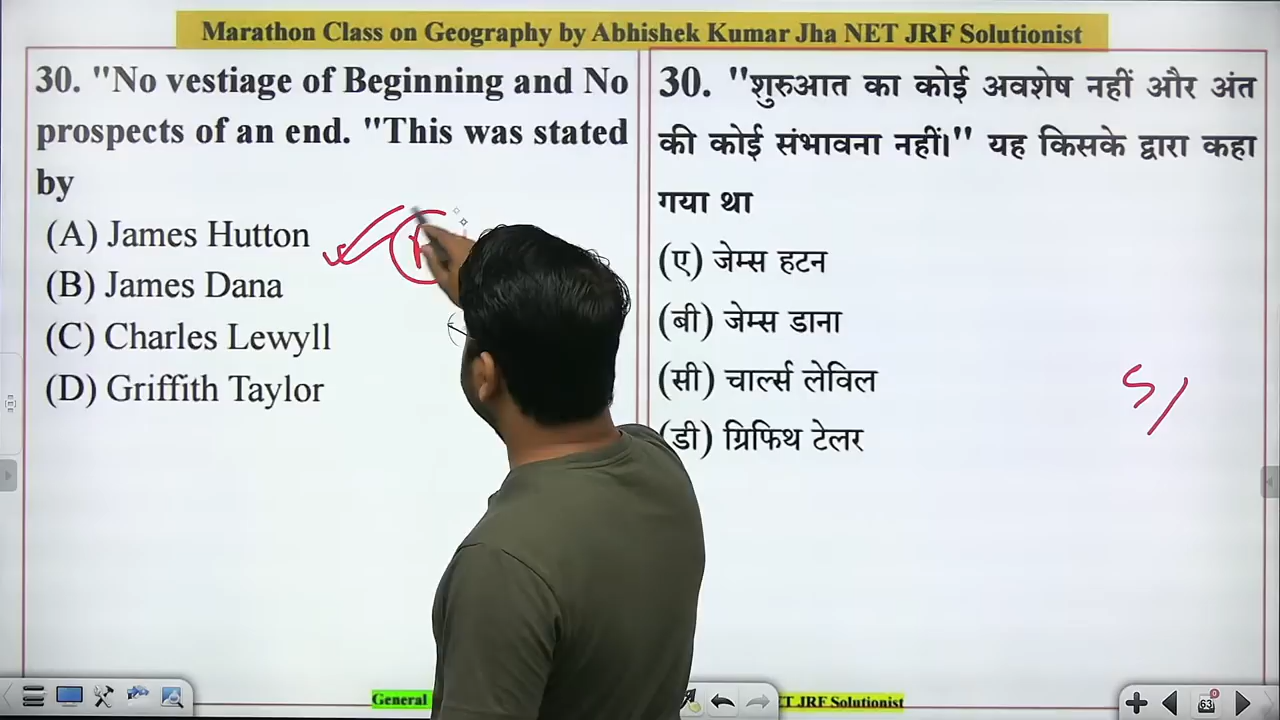 Marathon Class on Geography by Abhishek Kumar Jha NET JRF Solutionist
30. "No vestiage of Beginning and No
prospects of an end. "This was stated
by
(A) James Hutton
(B) James Dana
(C) Charles Lewyll
(D) Griffith Taylor
30. "शुरुआत का कोई अवशेष नहीं और अंत
की कोई संभावना नहीं।" यह किसके द्वारा कहा
गया था
(ए) जेम्स हटन
(बी) जेम्स डाना
(सी) चार्ल्स लेविल
(डी) ग्रिफिथ टेलर
General
JRF Solutionist
63